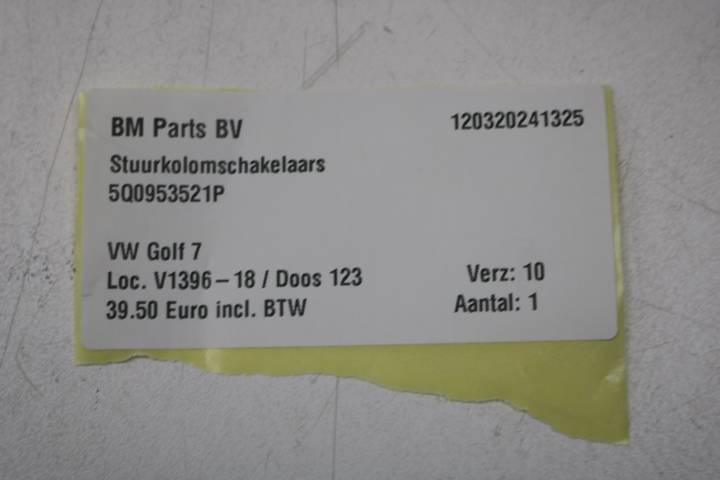 BM Parts BV 120320241325
Stuurkolomschakelaars
5Q0953521P
VW Golf 7
Loc. V1396-18 / Doos 123 Verz: 10
39.50 Euro incl. BTW Aantal: 1